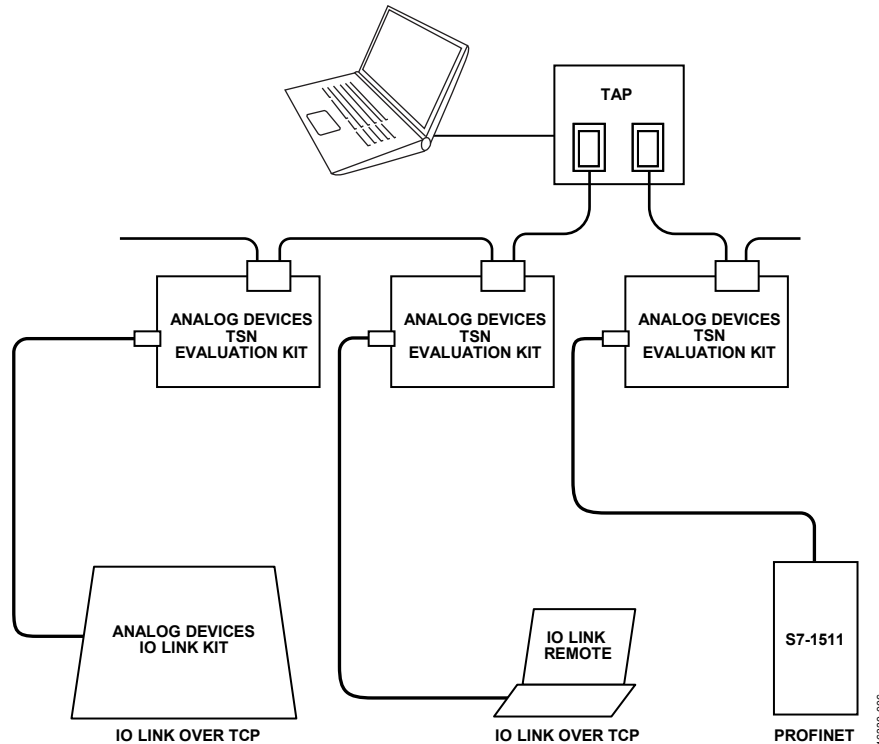 TAP
ANALOG DEVICES
TSN
EVALUATION KIT
ANALOG DEVICES
TSN
EVALUATION KIT
ANALOG DEVICES
TSN
EVALUATION KIT
ANALOG DEVICES
IO LINK KIT
IO LINK
REMOTE
S7-1511
IO LINK OVER TCP
IO LINK OVER TCP
PROFINET